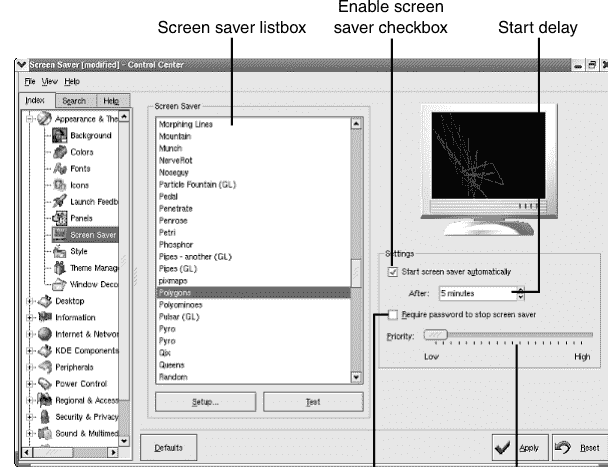 Enable screen
Screen saver listbox
saver checkbox
Start delay
Screen Saver [modified] - Control Center
File View Help
Index Search Help
Appearance & The
Background
Colors
Fonts
Icons
Launch Feedb
Panels
Screen Saver
Style
Theme Manag
Window Deco
Desktop
Information
Internet & Networ
KDE Components
Peripherals
Power Control
Regional & Access
Security & Privacy
Sound & Multimed
Screen Saver
Morphing Lines
Mountain
Munch
NerveRot
Noseguy
Particle Fountain (GL)
Pedal
Penetrate
Penrose
Petri
Phosphor
Pipes - another (GL)
Pipes (GL)
pixmaps
Polygons
Polyominoes
Pulsar (GL)
Pyro
Pyro
Qix
Queens
Random
Setup...
Test
Settings
Start screen saver automatically
After: 5 minutes
Require password to stop screen saver
Priority:
Low High
Defaults
Apply
Reset